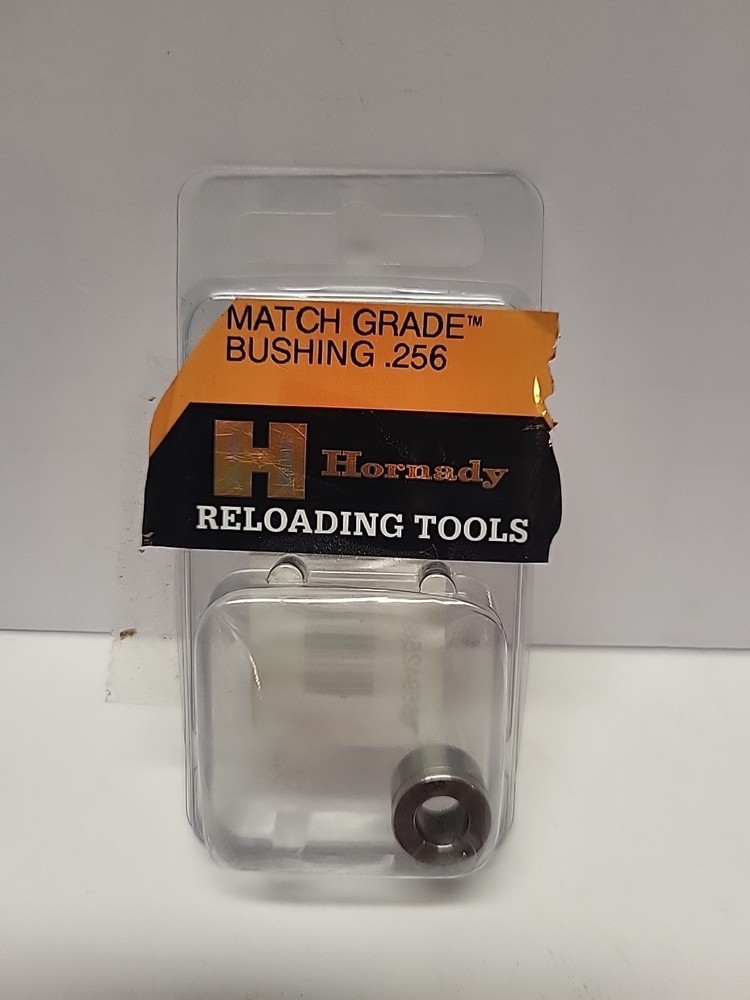 MATCH GRADE™
BUSHING .256
H Hornady
RELOADING TOOLS